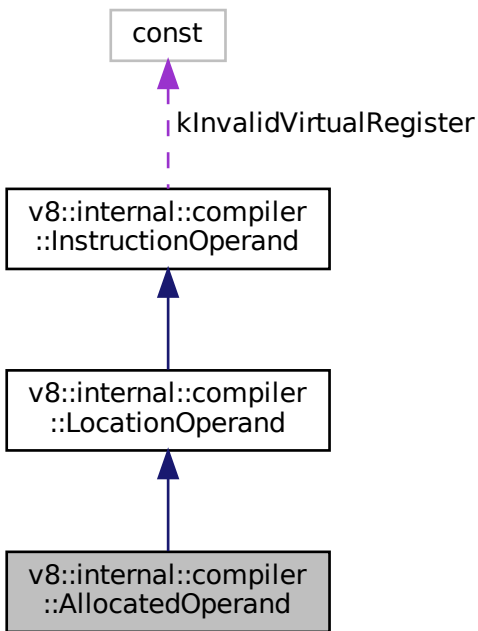 const
kInvalidVirtualRegister
v8::internal::compiler
::InstructionOperand
v8::internal::compiler
::LocationOperand
v8::internal::compiler
::AllocatedOperand